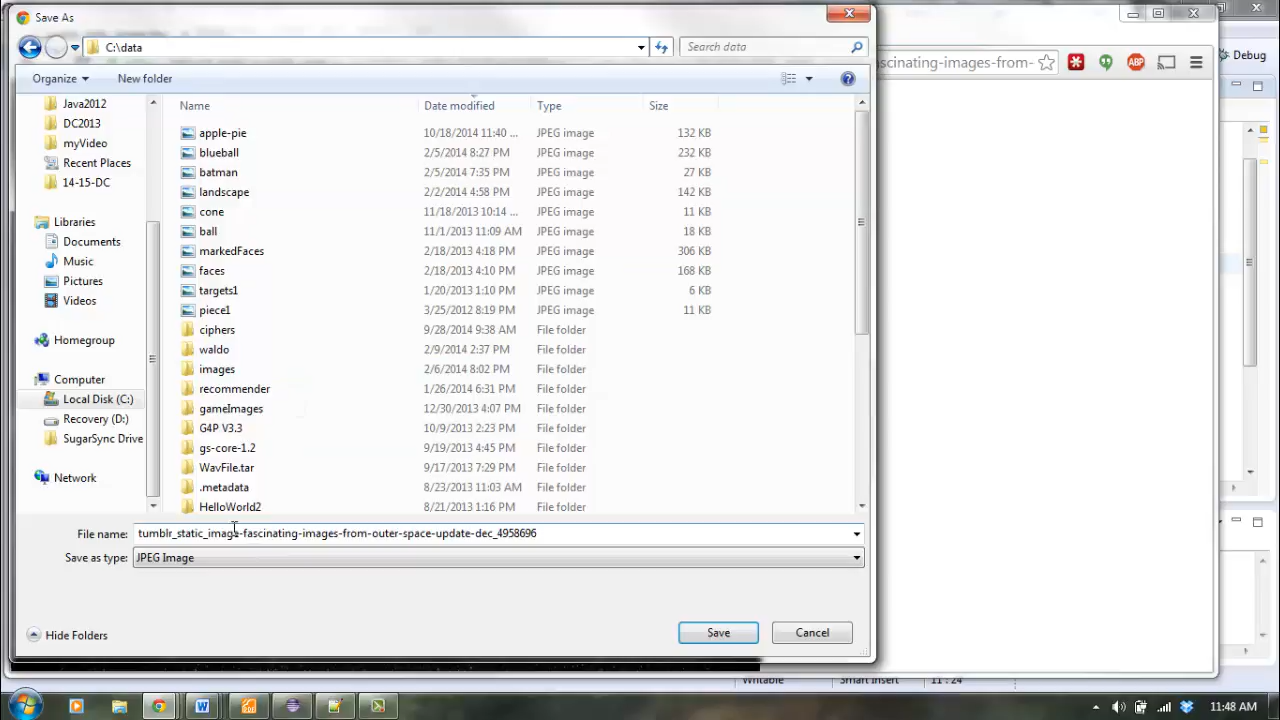 Save As
C:\data
Search data
ascinating-images-from-
Debug
Organize
New folder
Java2012
DC2013
myVideo
Recent Places
14-15-DC
Libraries
Documents
Music
Pictures
Videos
Homegroup
Computer
Local Disk (C:)
Recovery (D:)
SugarSync Drive
Network
Name Date modified Type Size
apple-pie 10/18/2014 11:40 ... JPEG image 132 KB
blueball 2/5/2014 8:27 PM JPEG image 232 KB
batman 2/5/2014 7:35 PM JPEG image 27 KB
landscape 2/2/2014 4:58 PM JPEG image 142 KB
cone 11/18/2013 10:14 ... JPEG image 11 KB
ball 11/1/2013 11:09 AM JPEG image 18 KB
markedFaces 2/18/2013 4:18 PM JPEG image 306 KB
faces 2/18/2013 4:10 PM JPEG image 168 KB
targets1 1/20/2013 1:10 PM JPEG image 6 KB
piece1 3/25/2012 8:19 PM JPEG image 11 KB
ciphers 9/28/2014 9:38 AM File folder
waldo 2/9/2014 2:37 PM File folder
images 2/6/2014 8:02 PM File folder
recommender 1/26/2014 6:31 PM File folder
gameImages 12/30/2013 4:07 PM File folder
G4P V3.3 10/9/2013 2:23 PM File folder
gs-core-1.2 9/19/2013 4:45 PM File folder
WavFile.tar 9/17/2013 7:29 PM File folder
.metadata 8/23/2013 11:03 AM File folder
HelloWorld2 8/21/2013 1:16 PM File folder
File name: tumblr_static_image-fascinating-images-from-outer-space-update-dec_4958696
Save as type: JPEG Image
Hide Folders
Save
Cancel
Writable Smart Insert 11 : 24
ABP
11:48 AM